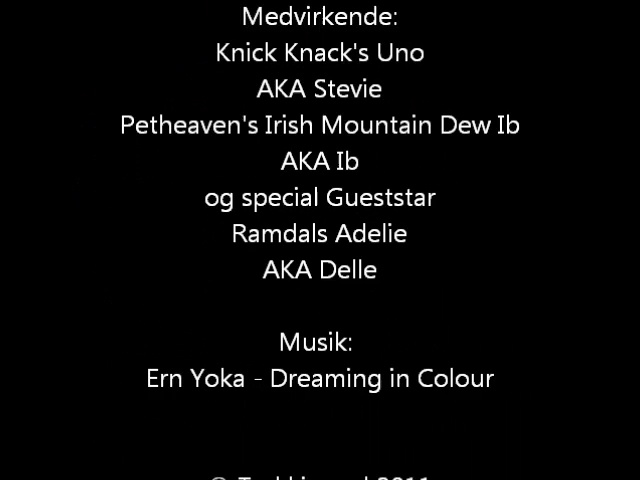 Medvirkende:
Knick Knack's Uno
AKA Stevie
Petheaven's Irish Mountain Dew Ib
AKA Ib
og special Gueststar
Ramdals Adelie
AKA Delle
Musik:
Ern Yoka - Dreaming in Colour